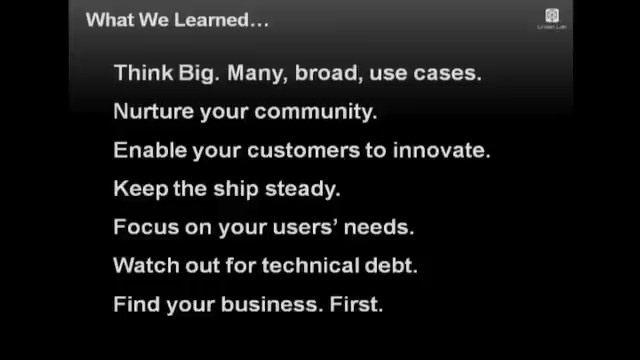 What We Learned...
Think Big. Many, broad, use cases.
Nurture your community.
Enable your customers to innovate.
Keep the ship steady.
Focus on your users’ needs.
Watch out for technical debt.
Find your business. First.